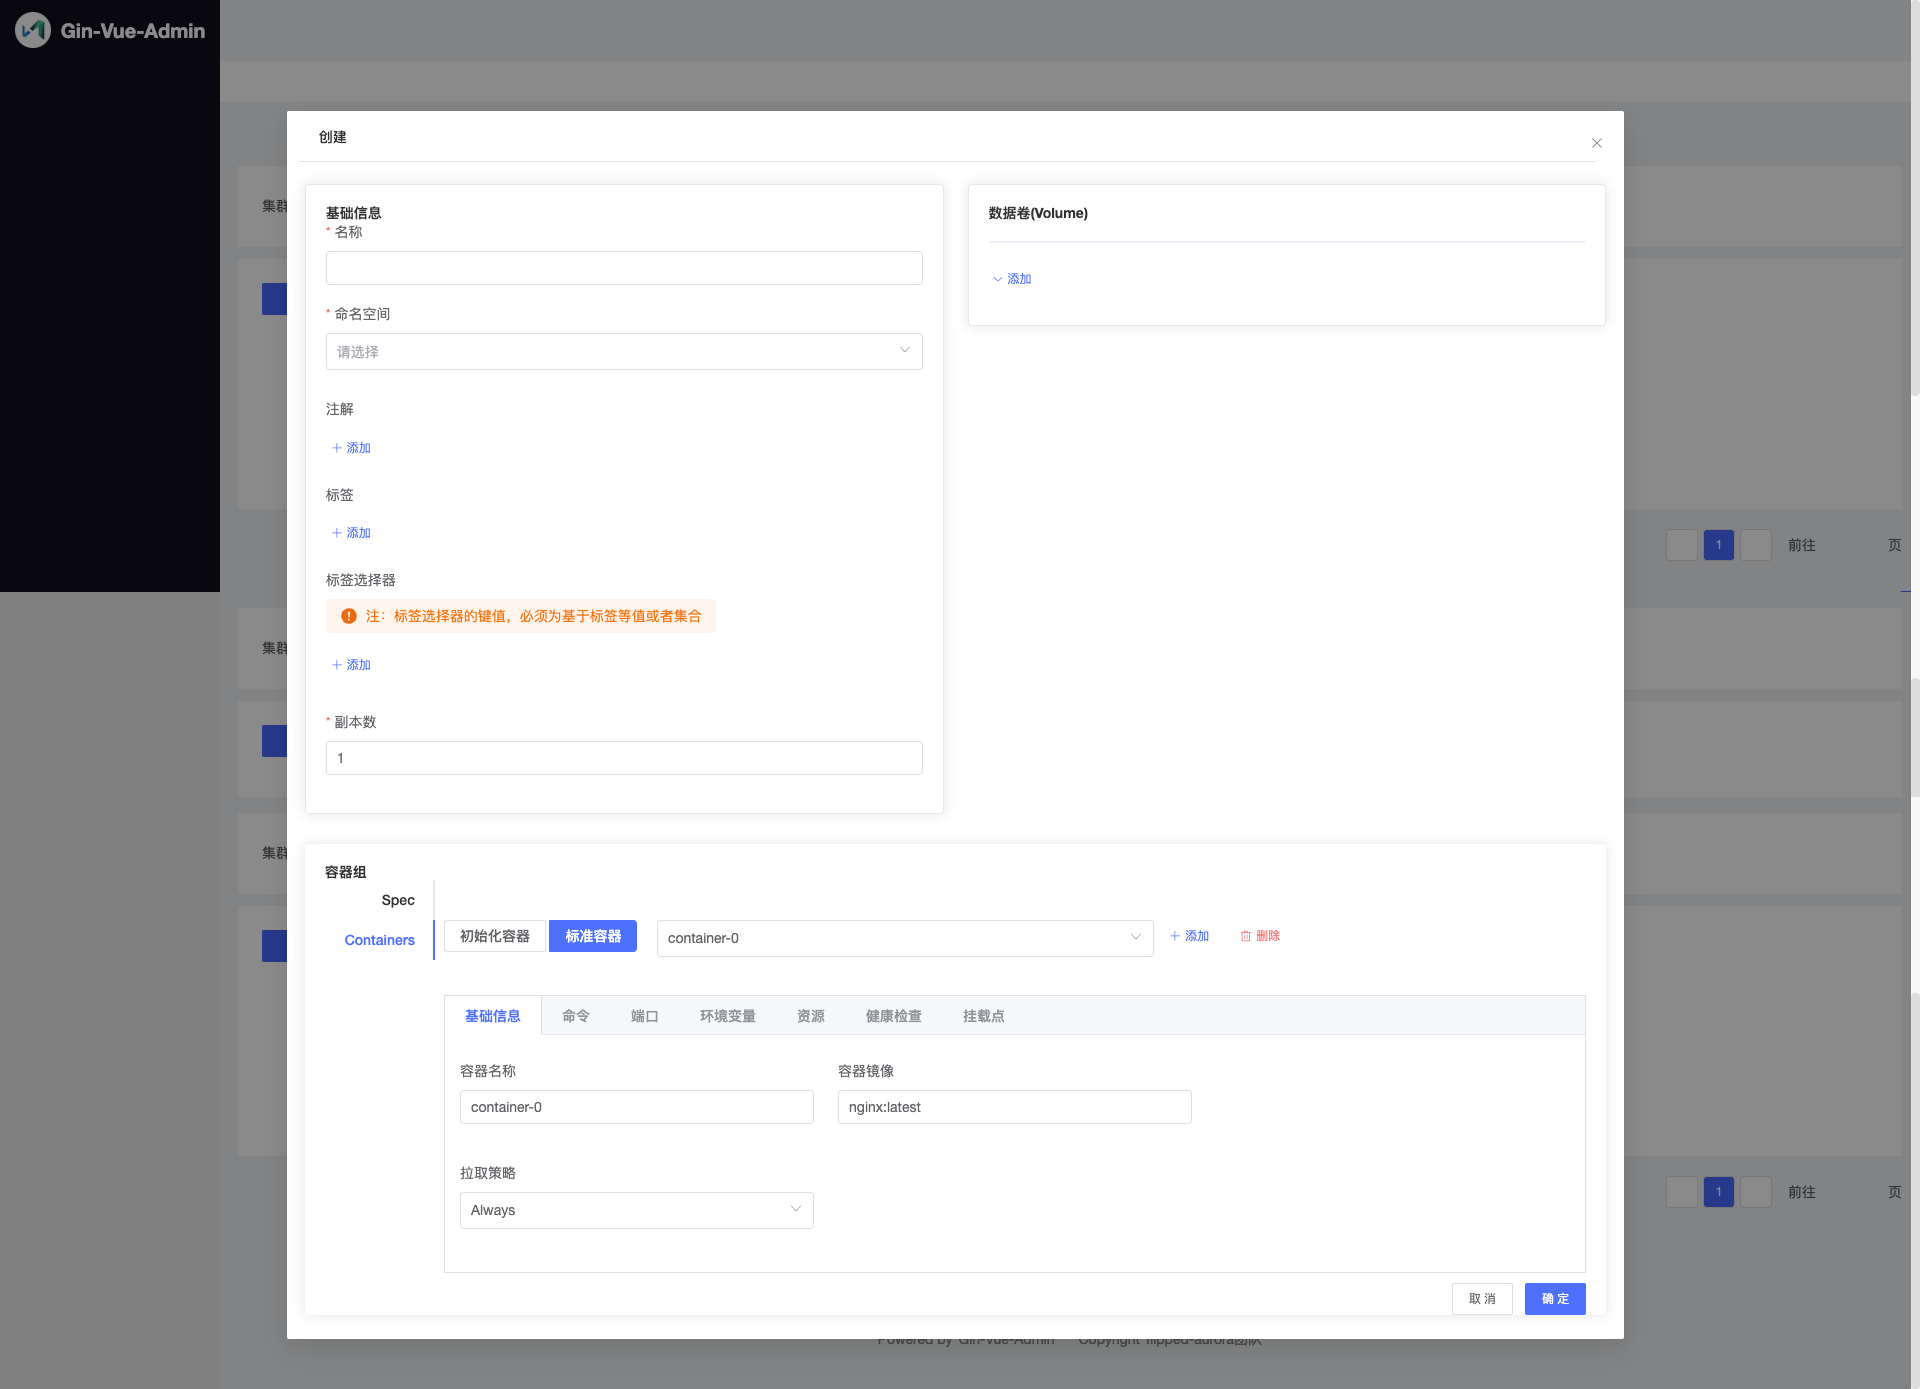 Gin-Vue-Admin
创建
集群
基础信息
* 名称
* 命名空间
请选择
注解
添加
标签
添加
标签选择器
注：标签选择器的键值，必须为基于标签等值或者集合
添加
* 副本数
1
数据卷(Volume)
添加
1
前往
页
集群
集群
容器组
Spec
Containers
初始化容器
标准容器
container-0
添加
删除
基础信息
命令
端口
环境变量
资源
健康检查
挂载点
容器名称
容器镜像
container-0
nginx:latest
拉取策略
Always
1
前往
页
取 消
确 定
Powered by Gin-Vue-Admin
Copyright flipped-aurora团队